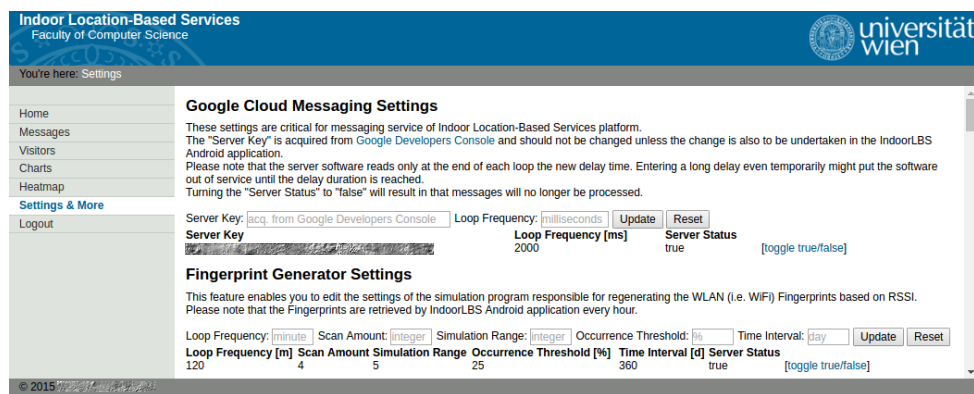 Indoor Location-Based Services
Faculty of Computer Science
universität
wien
You're here: Settings
Home
Messages
Visitors
Charts
Heatmap
Settings & More
Logout
Google Cloud Messaging Settings
These settings are critical for messaging service of Indoor Location-Based Services platform.
The "Server Key" is acquired from Google Developers Console and should not be changed unless the change is also to be undertaken in the IndoorLBS
Android application.
Please note that the server software reads only at the end of each loop the new delay time. Entering a long delay even temporarily might put the software
out of service until the delay duration is reached.
Turning the "Server Status" to "false" will result in that messages will no longer be processed.
Server Key: acq. from Google Developers Console Loop Frequency: milliseconds Update Reset
Server Key Loop Frequency [ms] Server Status
2000 true [toggle true/false]
Fingerprint Generator Settings
This feature enables you to edit the settings of the simulation program responsible for regenerating the WLAN (i.e. WiFi) Fingerprints based on RSSI.
Please note that the Fingerprints are retrieved by IndoorLBS Android application every hour.
Loop Frequency: minute Scan Amount: integer Simulation Range: integer Occurrence Threshold: % Time Interval: day Update Reset
Loop Frequency [m] Scan Amount Simulation Range Occurrence Threshold [%] Time Interval [d] Server Status
120 4 5 25 360 true [toggle true/false]
© 2015